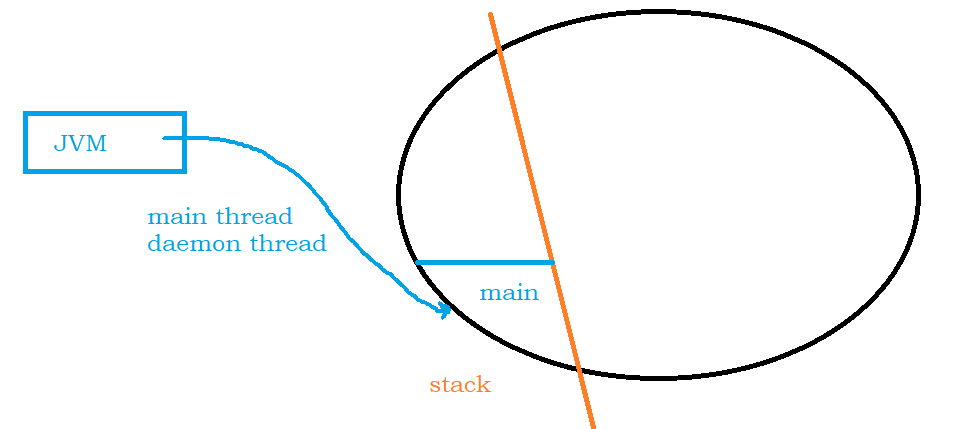 JVM
main thread
daemon thread
main
stack